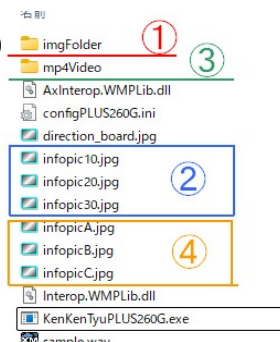 名前
imgFolder ①
mp4Video ③
AxInterop.WMPLib.dll
configPLUS260G.ini
direction_board.jpg
infopic10.jpg
infopic20.jpg ②
infopic30.jpg
infopicA.jpg
infopicB.jpg ④
infopicC.jpg
Interop.WMPLib.dll
KenKenTyuPLUS260G.exe
sample.wav